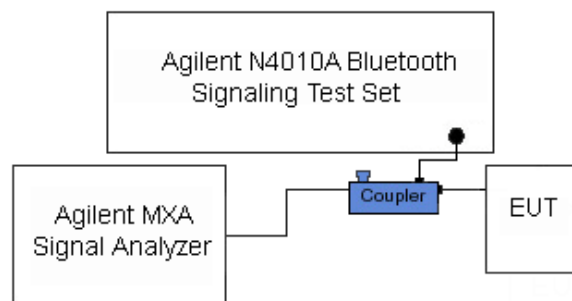 Agilent N4010A Bluetooth
Signaling Test Set
Agilent MXA
Signal Analyzer
Coupler
EUT